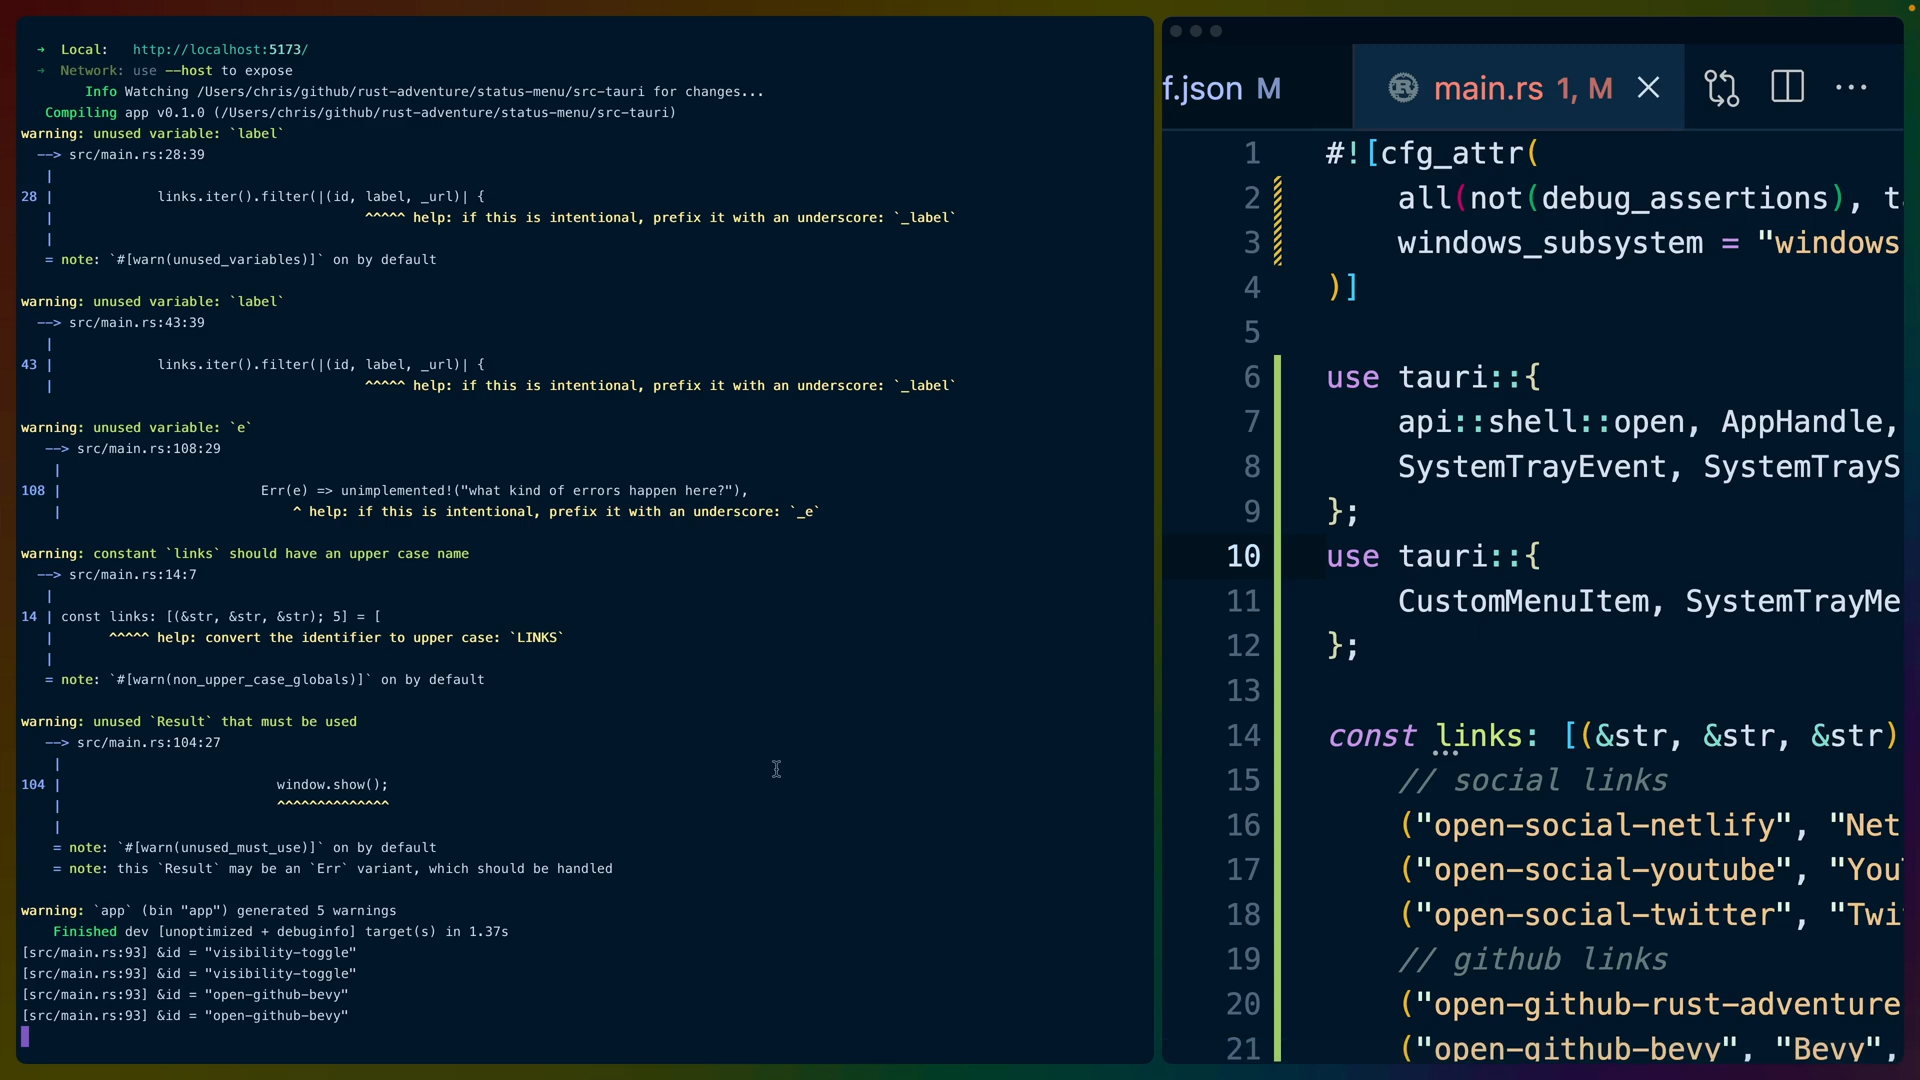 → Local: http://localhost:5173/
→ Network: use --host to expose
Info Watching /Users/chris/github/rust-adventure/status-menu/src-tauri for changes...
Compiling app v0.1.0 (/Users/chris/github/rust-adventure/status-menu/src-tauri)
warning: unused variable: `label`
--> src/main.rs:28:39
|
28 | links.iter().filter(|(id, label, _url)| {
| ^^^^^ help: if this is intentional, prefix it with an underscore: `_label`
|
= note: `#[warn(unused_variables)]` on by default
warning: unused variable: `label`
--> src/main.rs:43:39
|
43 | links.iter().filter(|(id, label, _url)| {
| ^^^^^ help: if this is intentional, prefix it with an underscore: `_label`
warning: unused variable: `e`
--> src/main.rs:108:29
|
108 | Err(e) => unimplemented!("what kind of errors happen here?"),
| ^ help: if this is intentional, prefix it with an underscore: `_e`
warning: constant `links` should have an upper case name
--> src/main.rs:14:7
|
14 | const links: [(&str, &str, &str); 5] = [
| ^^^^^ help: convert the identifier to upper case: `LINKS`
|
= note: `#[warn(non_upper_case_globals)]` on by default
warning: unused `Result` that must be used
--> src/main.rs:104:27
|
104 | window.show();
| ^^^^^^^^^^^^^^
|
= note: `#[warn(unused_must_use)]` on by default
= note: this `Result` may be an `Err` variant, which should be handled
warning: `app` (bin "app") generated 5 warnings
Finished dev [unoptimized + debuginfo] target(s) in 1.37s
[src/main.rs:93] &id = "visibility-toggle"
[src/main.rs:93] &id = "visibility-toggle"
[src/main.rs:93] &id = "open-github-bevy"
[src/main.rs:93] &id = "open-github-bevy"
f.json M
main.rs 1, M
1 #![cfg_attr(
2 all(not(debug_assertions), ta
3 windows_subsystem = "windows
4 )]
5
6 use tauri::{
7 api::shell::open, AppHandle,
8 SystemTrayEvent, SystemTrayS
9 };
10 use tauri::{
11 CustomMenuItem, SystemTrayMe
12 };
13
14 const links: [(&str, &str, &str)
15 // social links
16 ("open-social-netlify", "Net
17 ("open-social-youtube", "You
18 ("open-social-twitter", "Twi
19 // github links
20 ("open-github-rust-adventure
21 ("open-github-bevy", "Bevy",